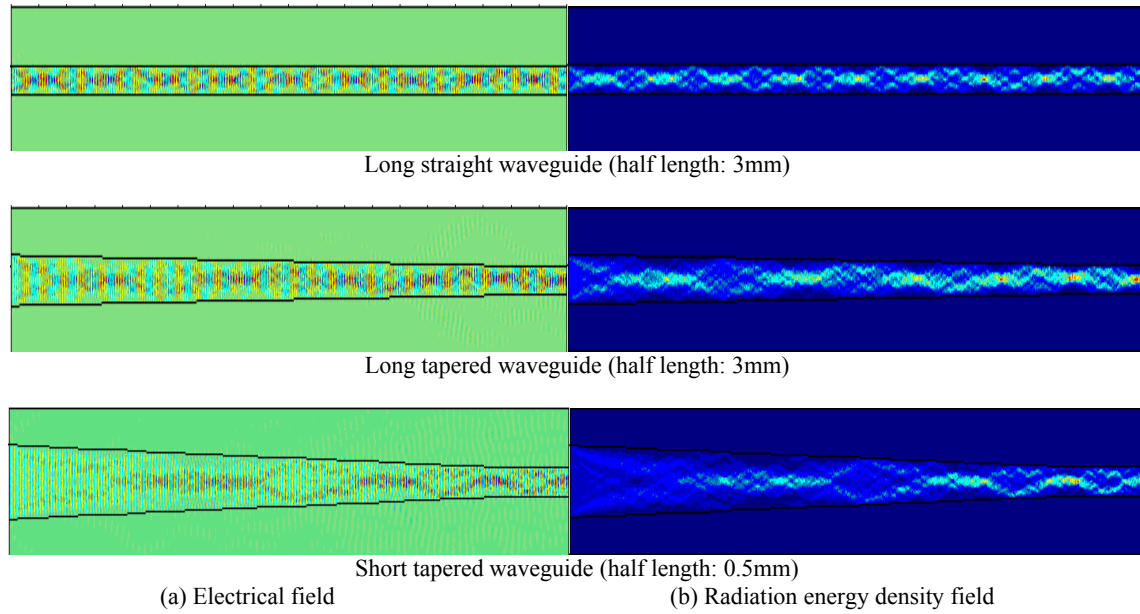 Long straight waveguide (half length: 3mm)
Long tapered waveguide (half length: 3mm)
Short tapered waveguide (half length: 0.5mm)
(a) Electrical field (b) Radiation energy density field